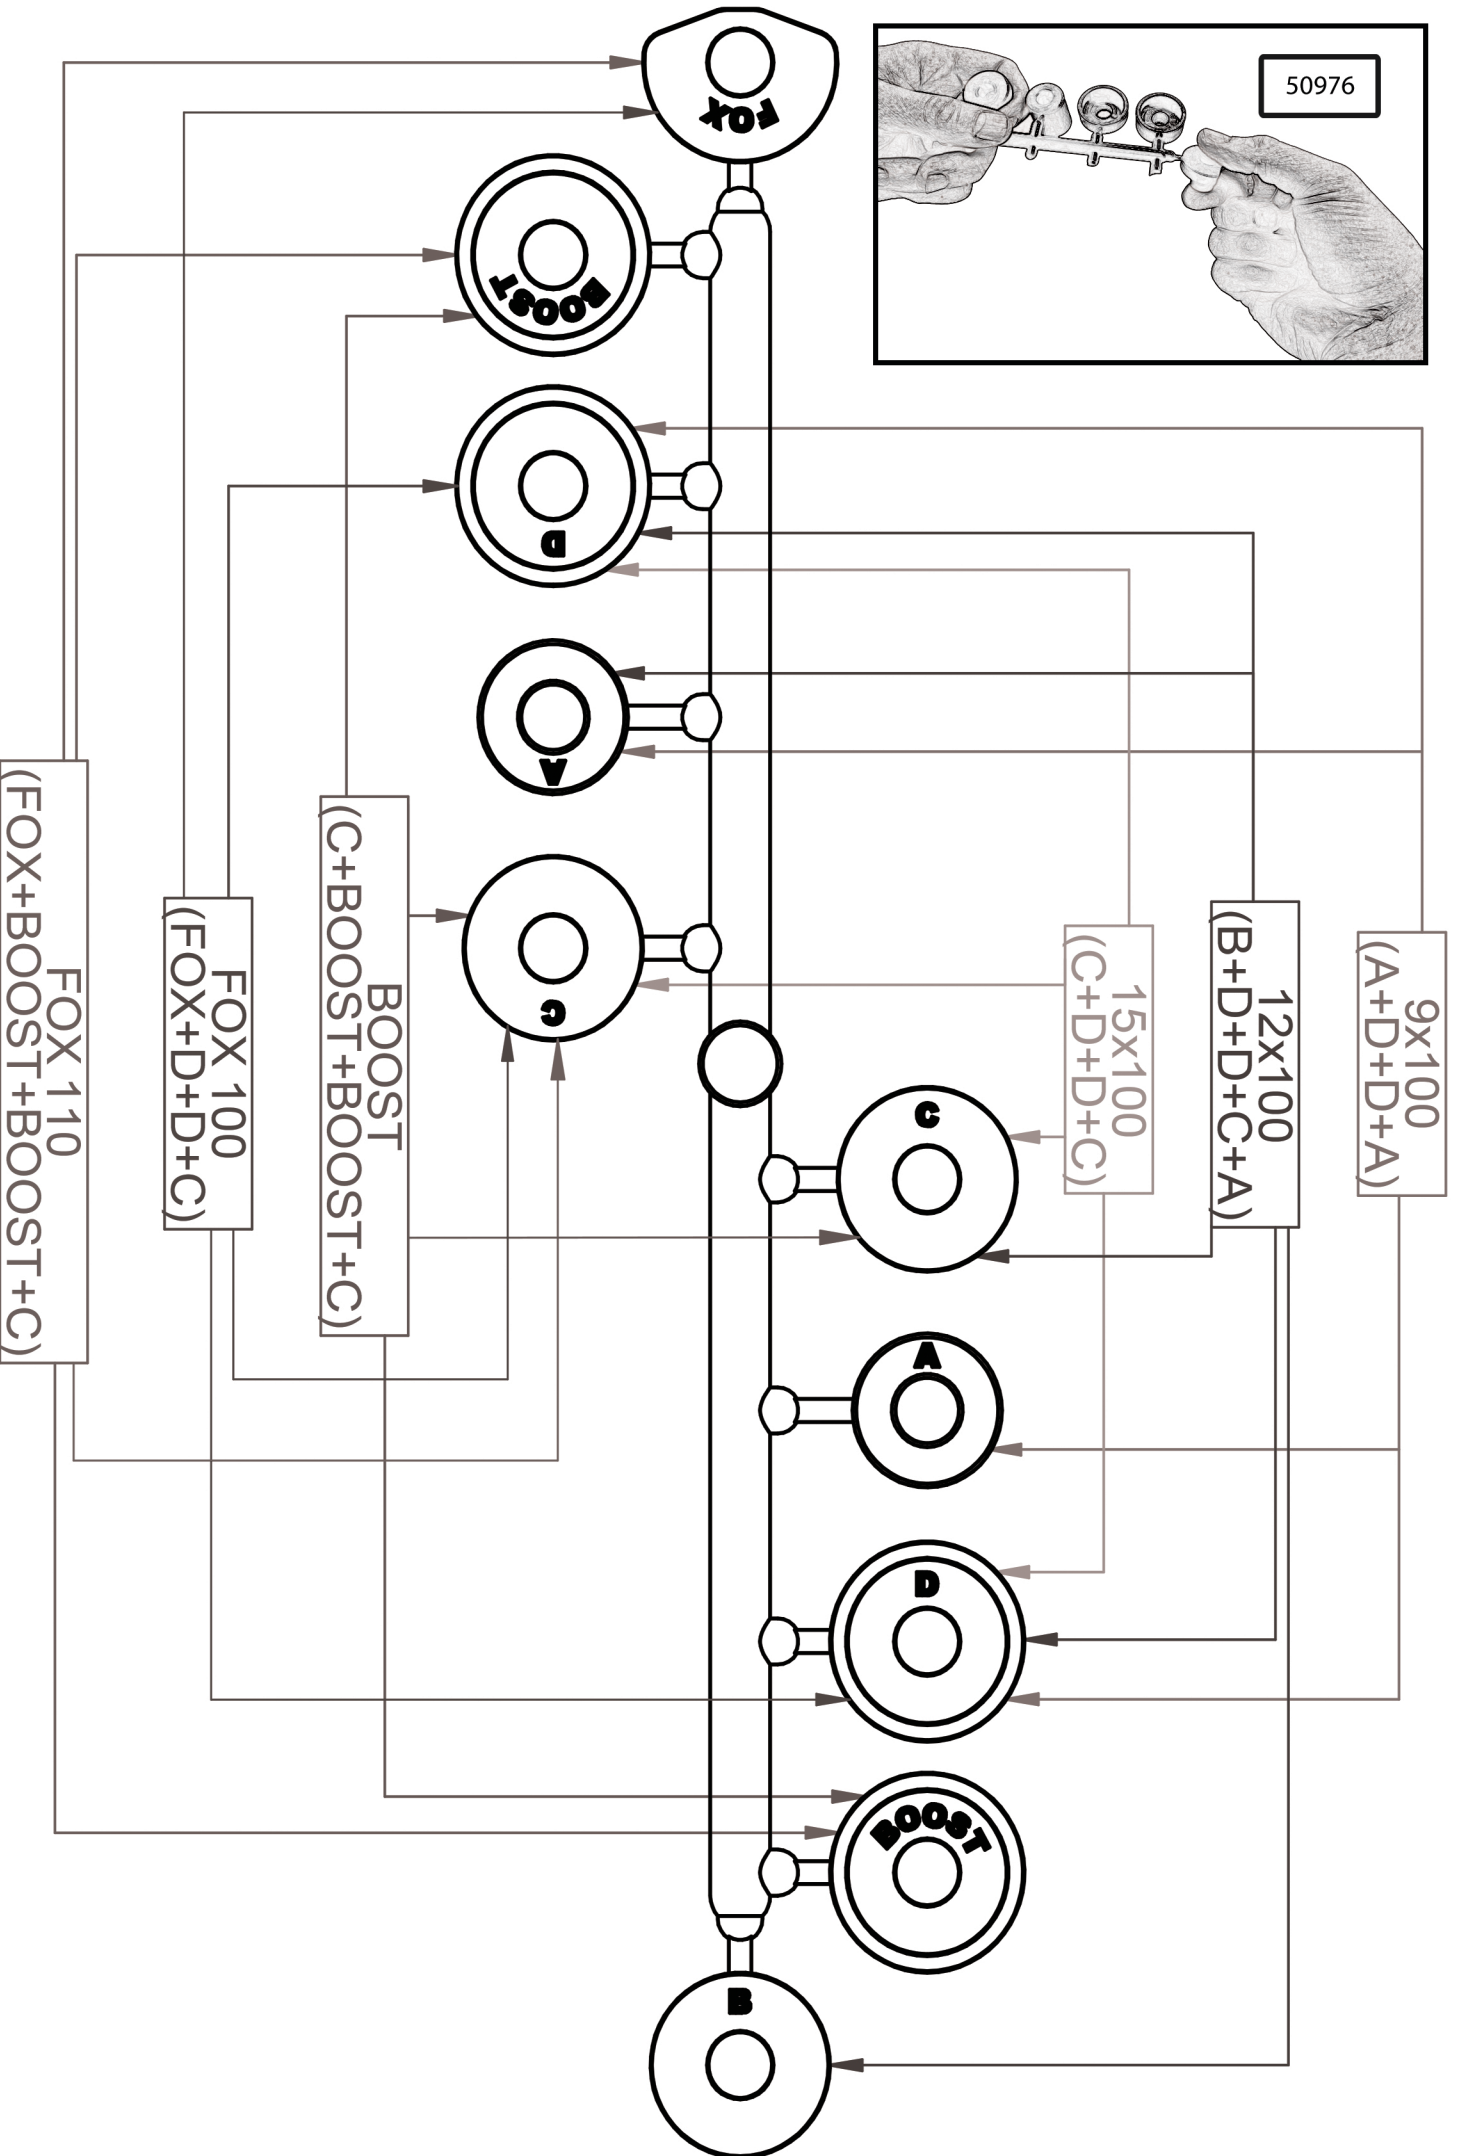 FOX
50976
BOOST
D
A
C
C
A
D
BOOST
B
FOX 110
(FOX+BOOST+BOOST+C)
FOX 100
(FOX+D+D+C)
BOOST
(C+BOOST+BOOST+C)
15x100
(C+D+D+C)
12x100
(B+D+D+C+A)
9x100
(A+D+D+A)